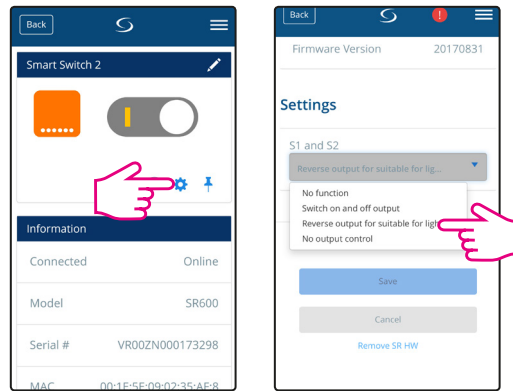 Back
Smart Switch 2
Information
Connected Online
Model SR600
Serial # VR00ZN000173298
MAC 00:1E:5E:09:02:35:AE:8
Back
Firmware Version 20170831
Settings
S1 and S2
Reverse output for suitable for lig...
No function
Switch on and off output
Reverse output for suitable for light
No output control
Save
Cancel
Remove SR HW